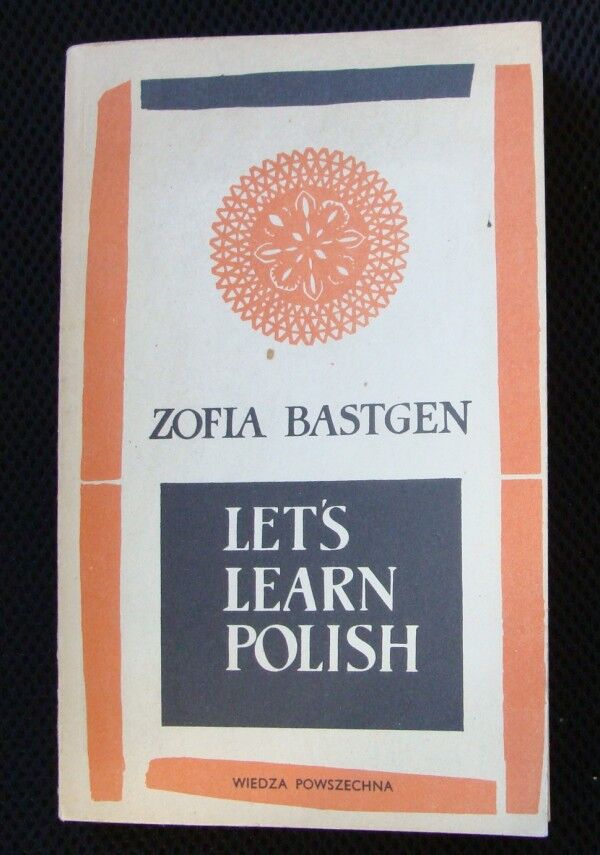 ZOFIA BASTGEN
LET'S
LEARN
POLISH
WIEDZA POWSZECHNA